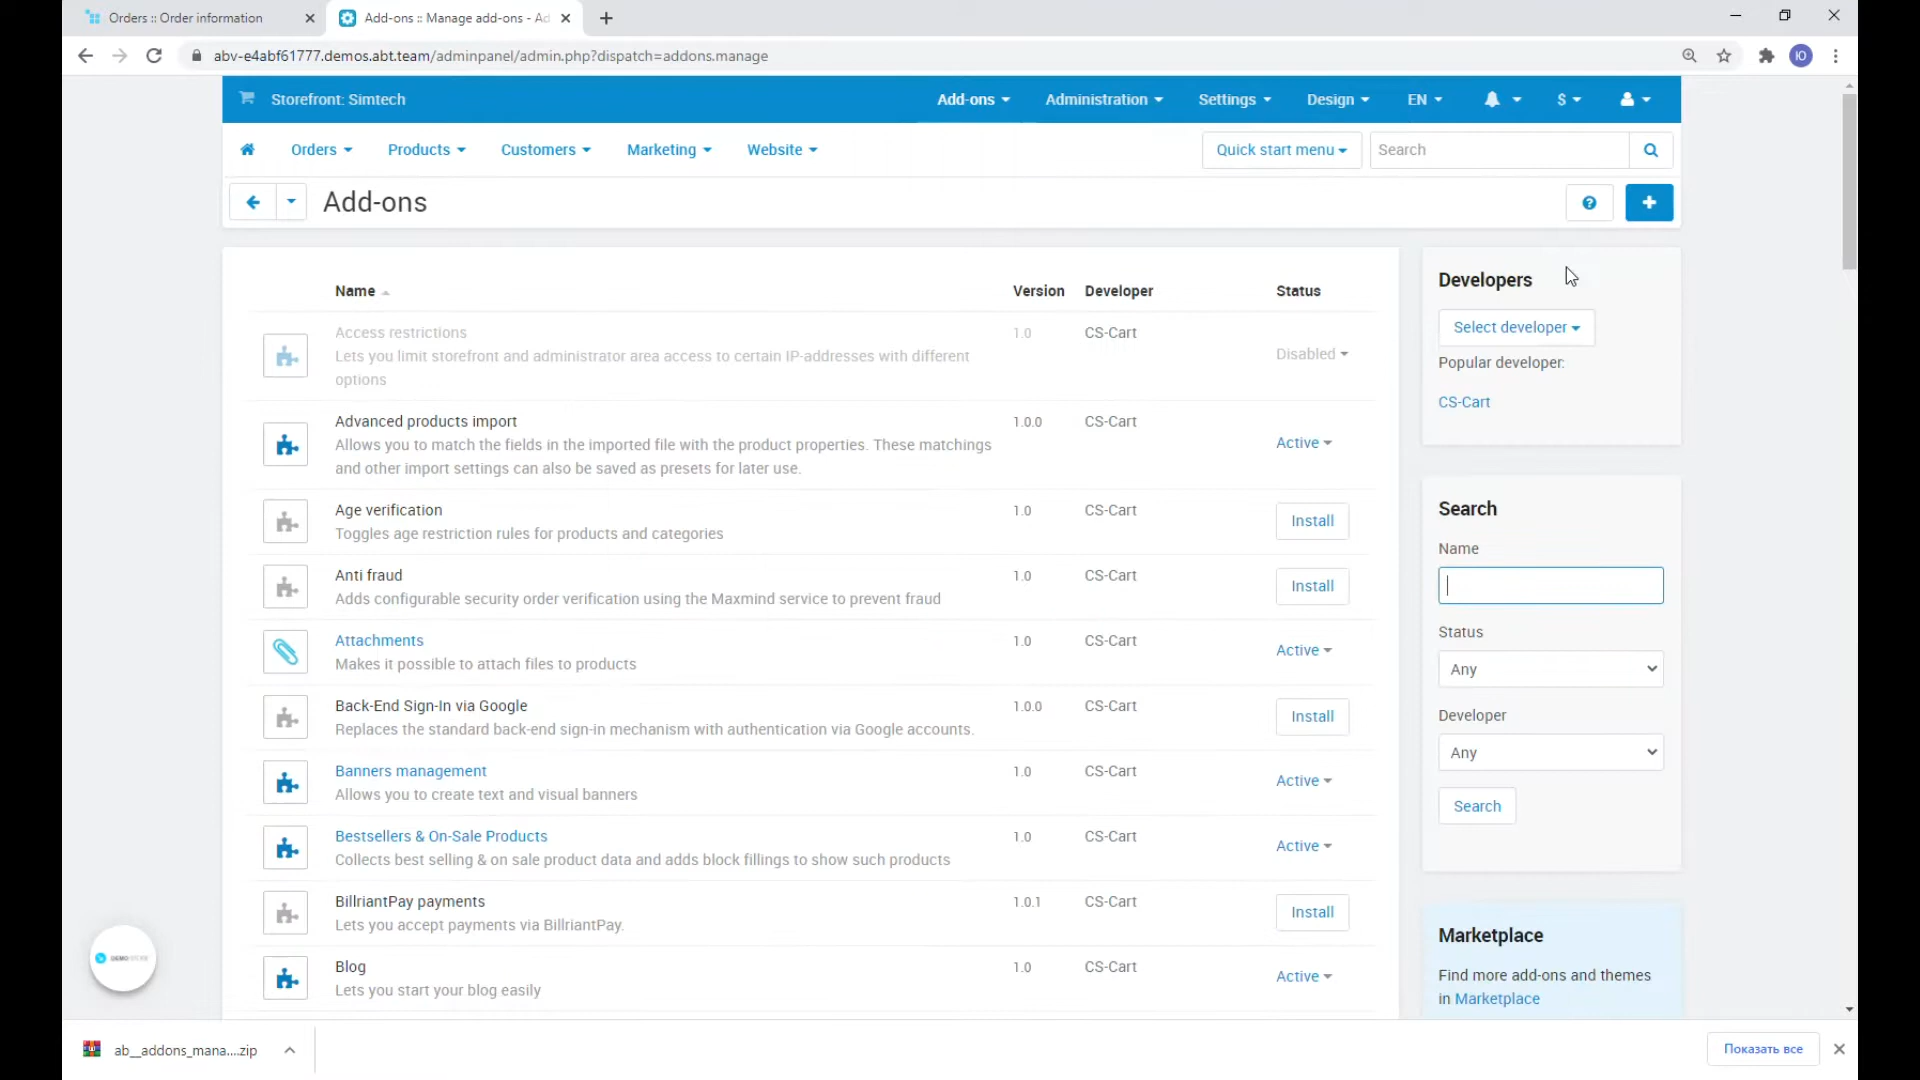 Orders :: Order information
Add-ons :: Manage add-ons - Ad
abv-e4abf61777.demos.abt.team/adminpanel/admin.php?dispatch=addons.manage
Ю
Storefront: Simtech
Add-ons
Administration
Settings
Design
EN
$
Orders
Products
Customers
Marketing
Website
Quick start menu
Search
Add-ons
Name
Version
Developer
Status
Access restrictions
1.0
CS-Cart
Lets you limit storefront and administrator area access to certain IP-addresses with different
options
Disabled
Advanced products import
1.0.0
CS-Cart
Allows you to match the fields in the imported file with the product properties. These matchings
and other import settings can also be saved as presets for later use.
Active
Age verification
1.0
CS-Cart
Toggles age restriction rules for products and categories
Install
Anti fraud
1.0
CS-Cart
Adds configurable security order verification using the Maxmind service to prevent fraud
Install
Attachments
1.0
CS-Cart
Makes it possible to attach files to products
Active
Back-End Sign-In via Google
1.0.0
CS-Cart
Replaces the standard back-end sign-in mechanism with authentication via Google accounts.
Install
Banners management
1.0
CS-Cart
Allows you to create text and visual banners
Active
Bestsellers & On-Sale Products
1.0
CS-Cart
Collects best selling & on sale product data and adds block fillings to show such products
Active
BillriantPay payments
1.0.1
CS-Cart
Lets you accept payments via BillriantPay.
Install
Blog
1.0
CS-Cart
Lets you start your blog easily
Active
Developers
Select developer
Popular developer:
CS-Cart
Search
Name
Status
Any
Developer
Any
Search
Marketplace
Find more add-ons and themes
in Marketplace
ab__addons_mana....zip
Показать все